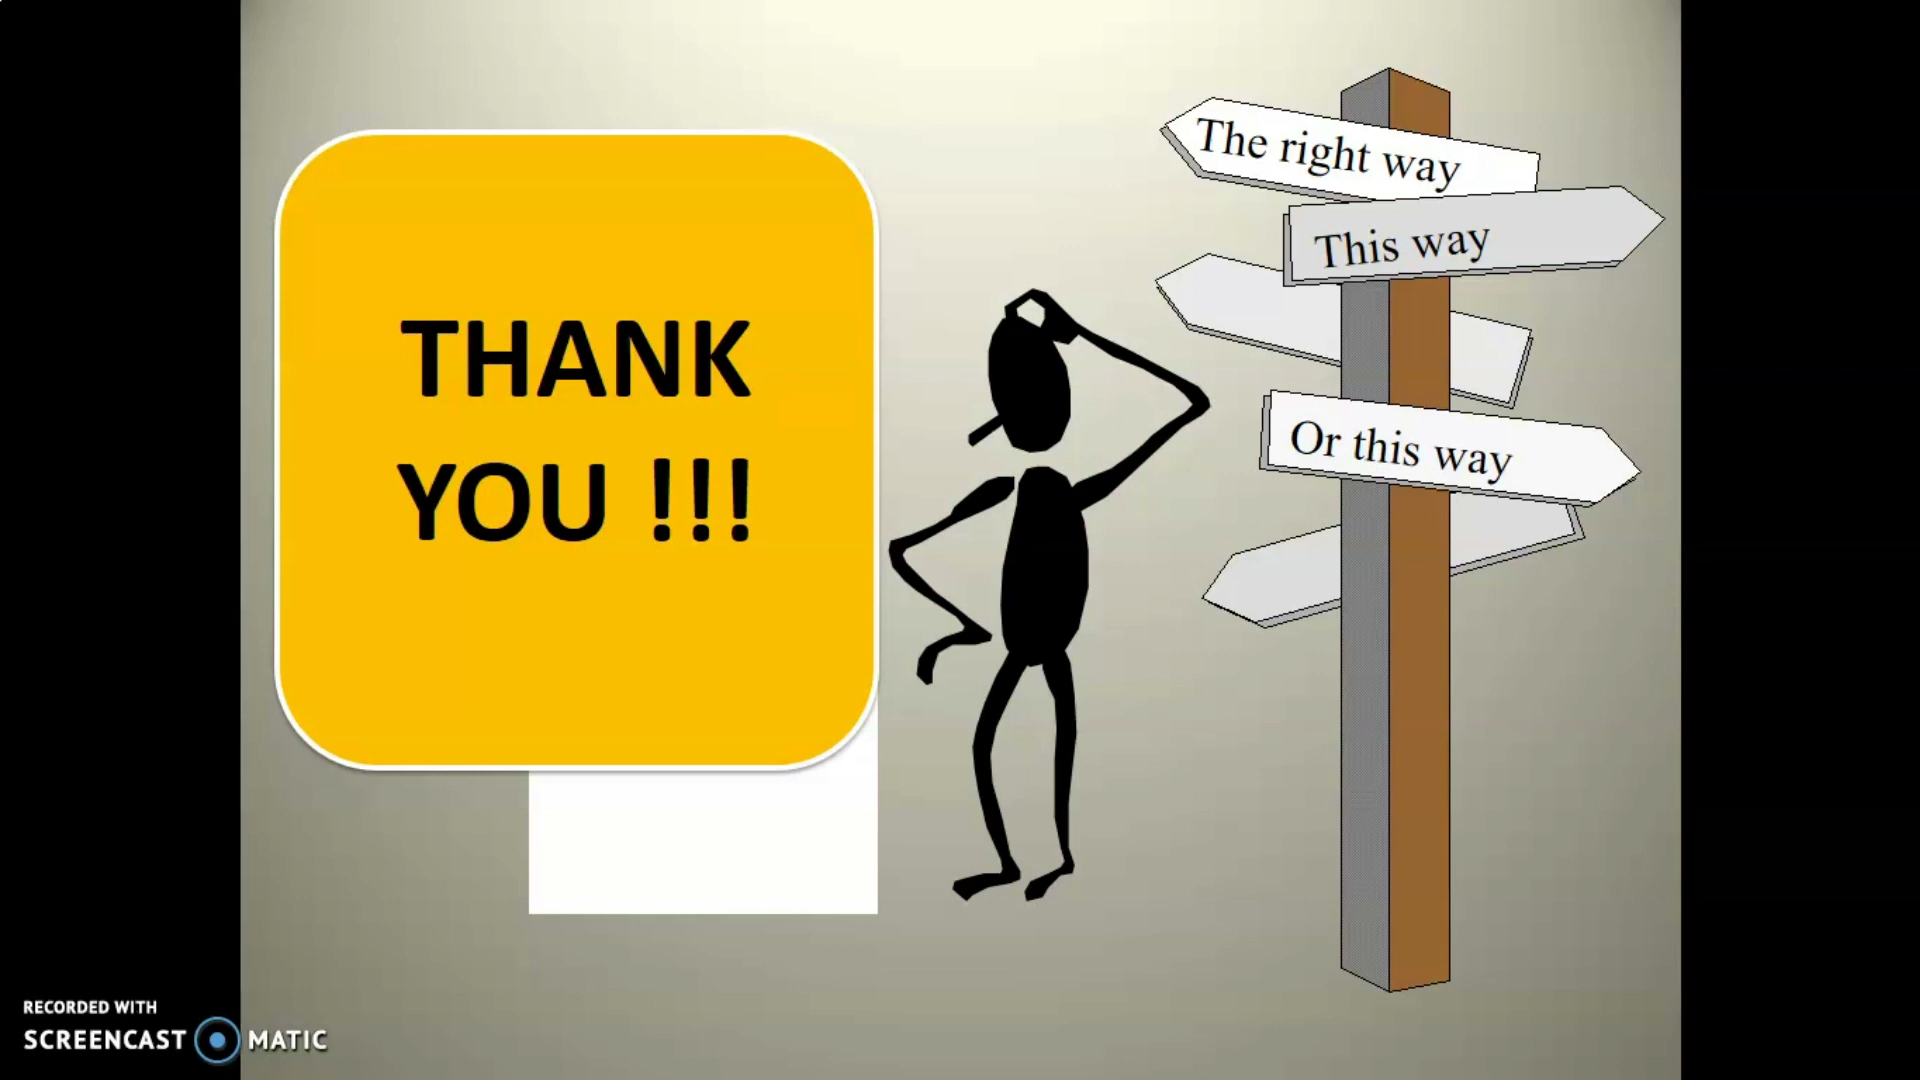 THANK
YOU !!!
The right way
This way
Or this way
RECORDED WITH
SCREENCAST MATIC